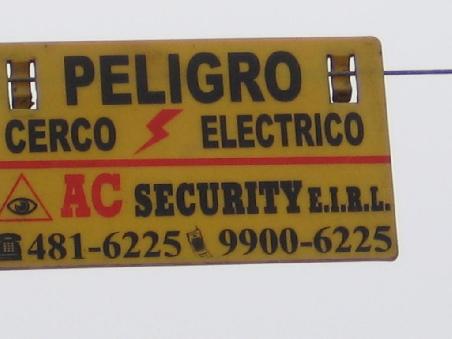 PELIGRO
CERCO ELECTRICO
AC SECURITY E.I.R.L.
481-6225 9900-6225